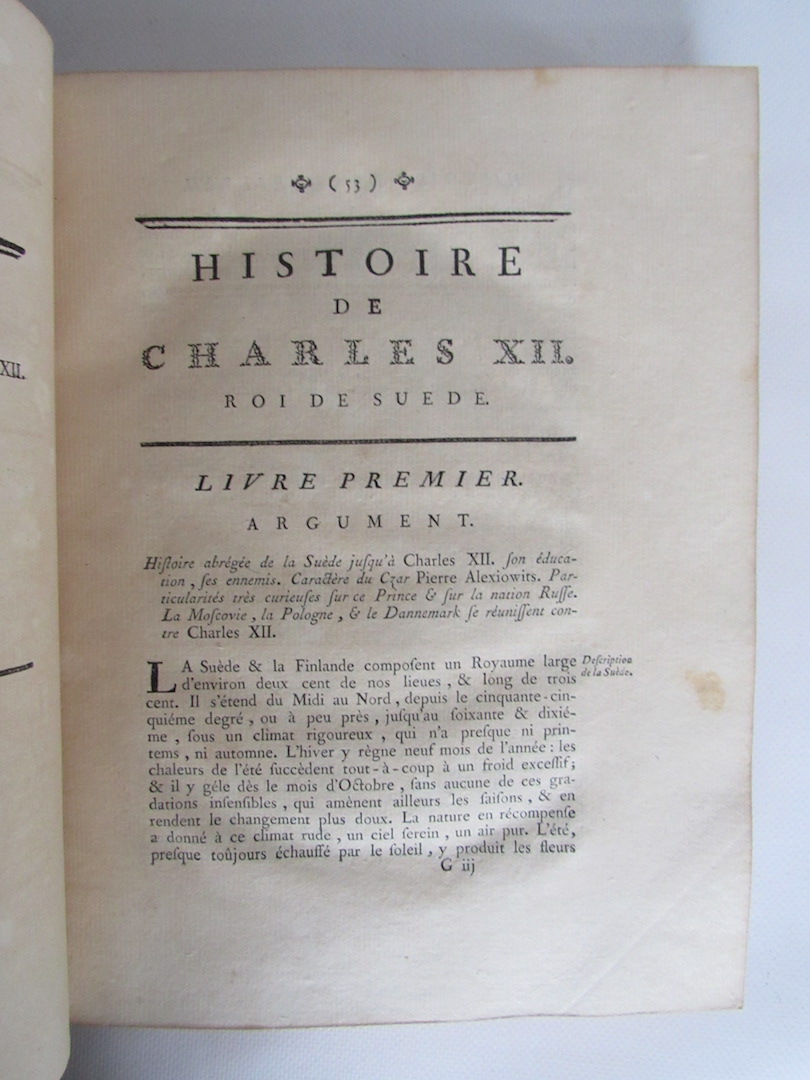 ( 53 )
HISTOIRE
DE
CHARLES XII.
ROI DE SUEDE.
LIVRE PREMIER.
ARGUMENT.
Hiſtoire abrégée de la Suède juſqu'à Charles XII. ſon éduca-
tion, ſes ennemis. Caractère du Czar Pierre Alexiowits. Par-
ticularités très curieuſes ſur ce Prince & ſur la nation Ruſſe.
La Moſcovie, la Pologne, & le Dannemark ſe réuniſſent con-
tre Charles XII.
LA Suède & la Finlande compoſent un Royaume large
d'environ deux cent de nos lieues, & long de trois
cent. Il s'étend du Midi au Nord, depuis le cinquante-cin-
quiéme degré, ou à peu près, juſqu'au ſoixante & dixié-
me, ſous un climat rigoureux, qui n'a preſque ni prin-
tems, ni automne. L'hiver y règne neuf mois de l'année : les
chaleurs de l'été ſuccèdent tout-à-coup à un froid exceſſif;
& il y géle dès le mois d'Octobre, ſans aucune de ces gra-
dations inſenſibles, qui amènent ailleurs les ſaiſons, & en
rendent le changement plus doux. La nature en récompenſe
a donné à ce climat rude, un ciel ſerein, un air pur. L'été,
preſque toûjours échauffé par le ſoleil, y produit les fleurs
G iij
Deſcription
de la Suède.
XII.